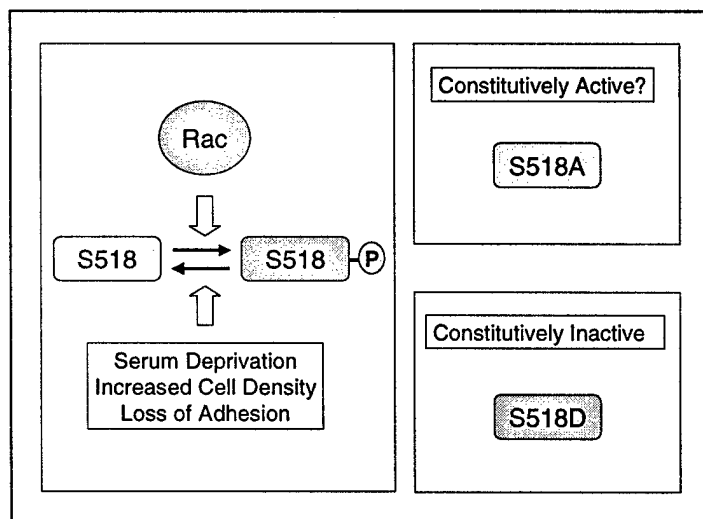 Rac
S518
S518
P
Serum Deprivation
Increased Cell Density
Loss of Adhesion
Constitutively Active?
S518A
Constitutively Inactive
S518D